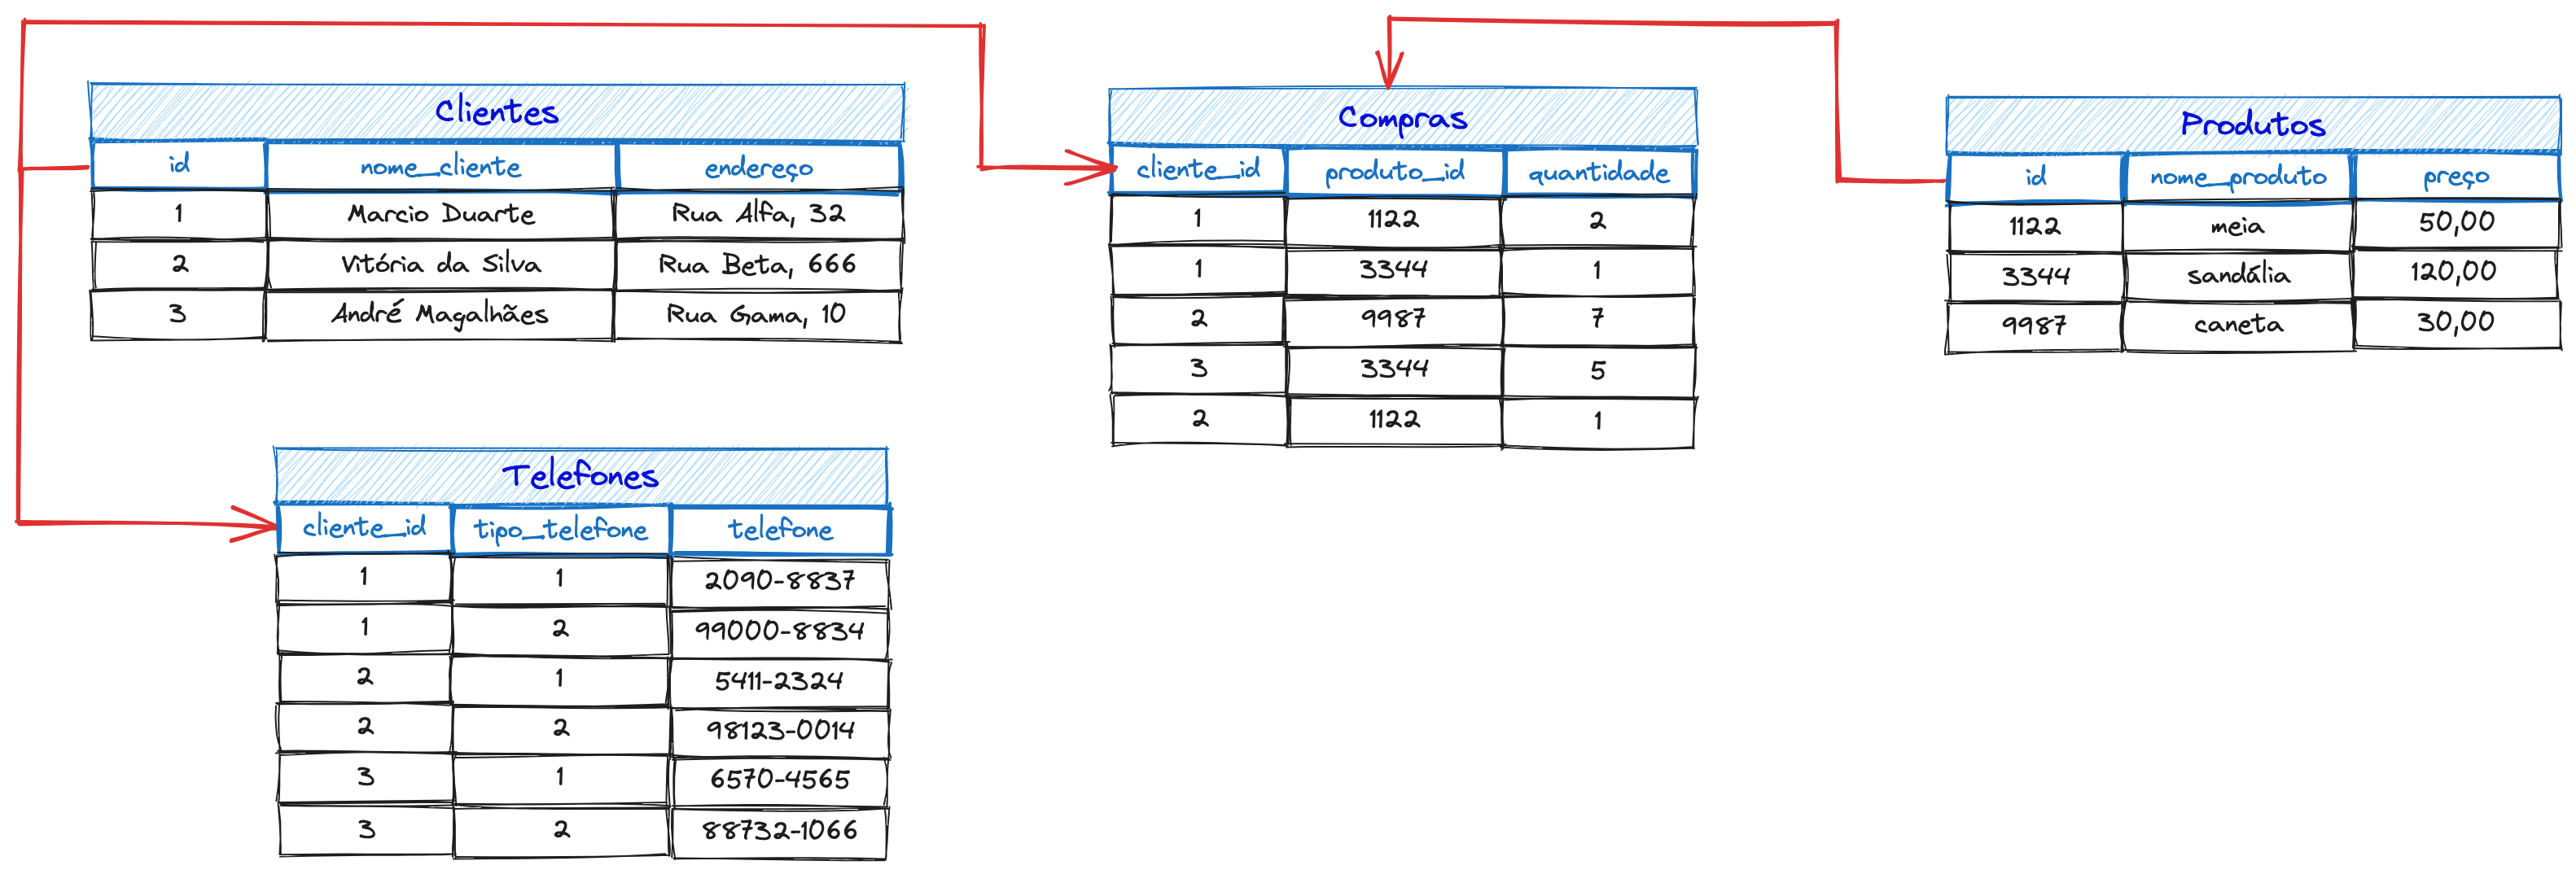 Clientes
id nome_cliente endereço
1 Marcio Duarte Rua Alfa, 32
2 Vitória da Silva Rua Beta, 666
3 André Magalhães Rua Gama, 10
Telefones
cliente_id tipo_telefone telefone
1 1 2090-8837
1 2 99000-8834
2 1 5411-2324
2 2 98123-0014
3 1 6570-4565
3 2 88732-1066
Compras
cliente_id produto_id quantidade
1 1122 2
1 3344 1
2 9987 7
3 3344 5
2 1122 1
Produtos
id nome_produto preço
1122 meia 50,00
3344 sandália 120,00
9987 caneta 30,00